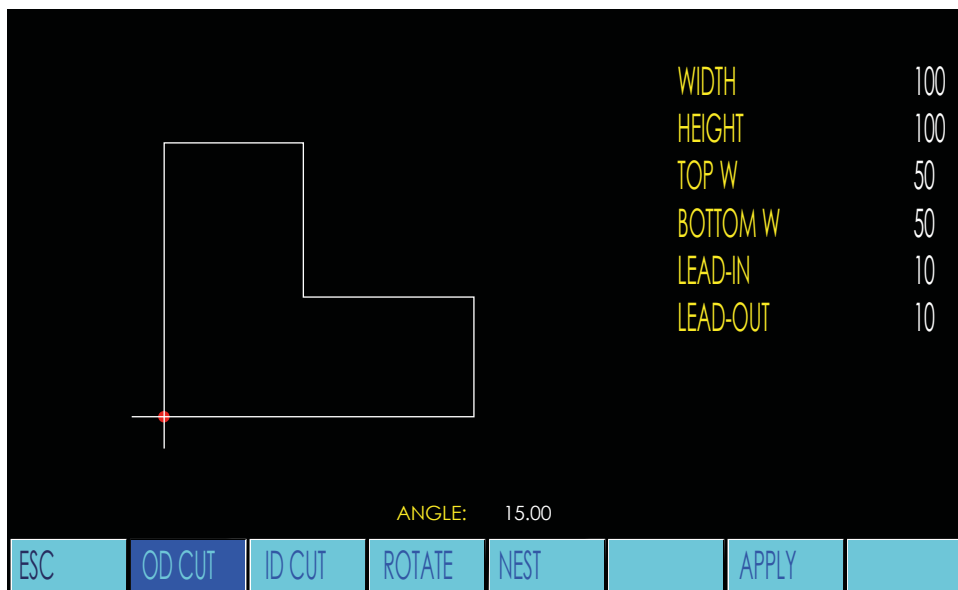 WIDTH 100
HEIGHT 100
TOP W 50
BOTTOM W 50
LEAD-IN 10
LEAD-OUT 10
ANGLE: 15.00
ESC OD CUT ID CUT ROTATE NEST APPLY